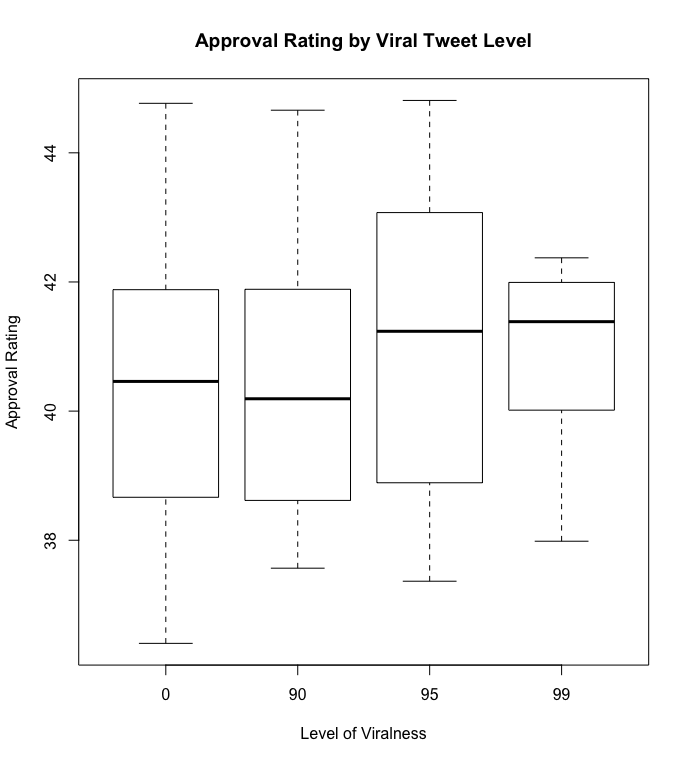 Approval Rating by Viral Tweet Level
Approval Rating
44
42
40
38
0 90 95 99
Level of Viralness